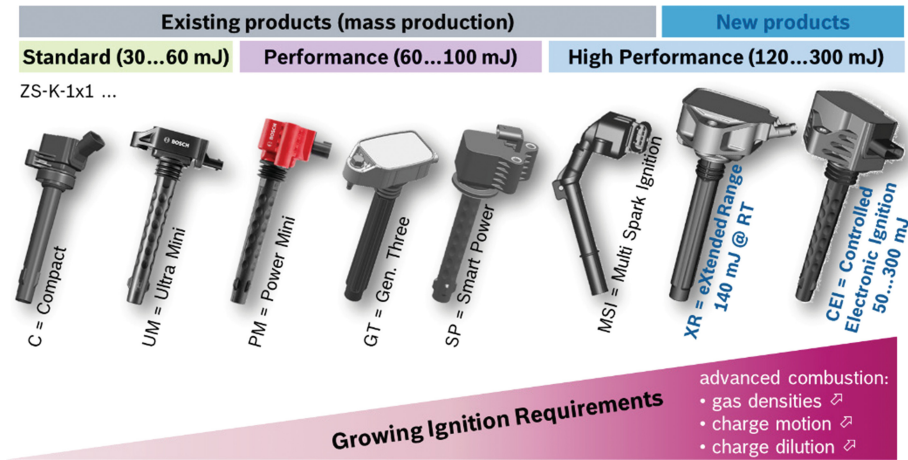 Existing products (mass production)
New products
Standard (30...60 mJ)
Performance (60...100 mJ)
High Performance (120...300 mJ)
ZS-K-1x1 ...
BOSCH
BOSCH
C = Compact
UM = Ultra Mini
PM = Power Mini
GT = Gen. Three
SP = Smart Power
MSI = Multi Spark Ignition
XR = eXtended Range
140 mJ @ RT
CEI = Controlled
Electronic Ignition
50...300 mJ
Growing Ignition Requirements
advanced combustion:
• gas densities ⬀
• charge motion ⬀
• charge dilution ⬀